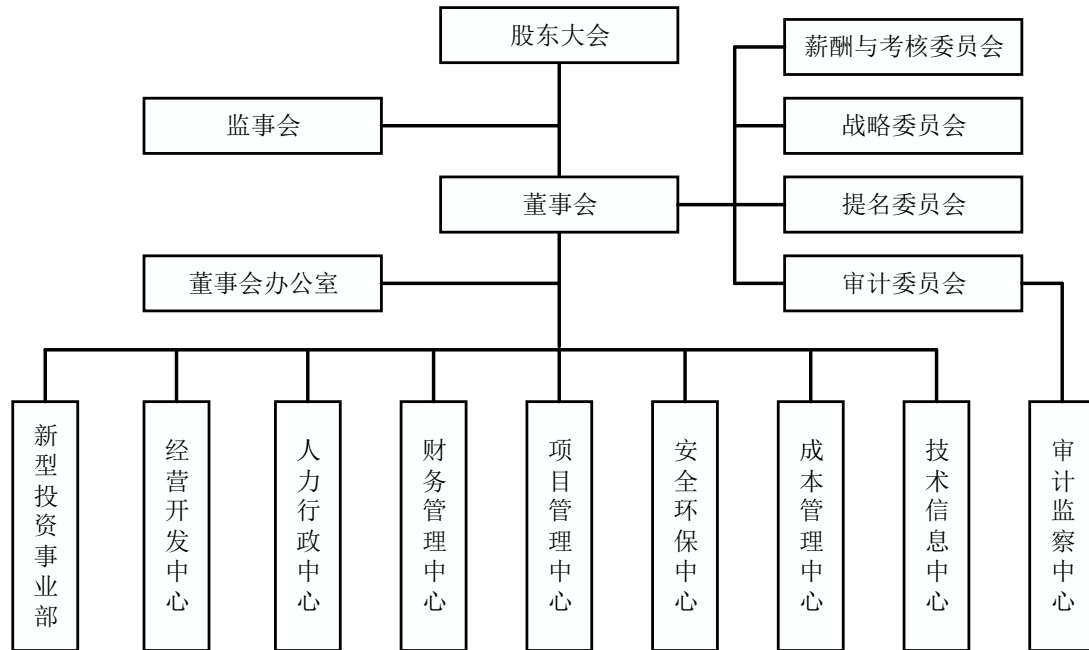 股东大会
薪酬与考核委员会
监事会
战略委员会
董事会
提名委员会
董事会办公室
审计委员会
新型投资事业部
经营开发中心
人力行政中心
财务管理中心
项目管理中心
安全环保中心
成本管理中心
技术信息中心
审计监察中心